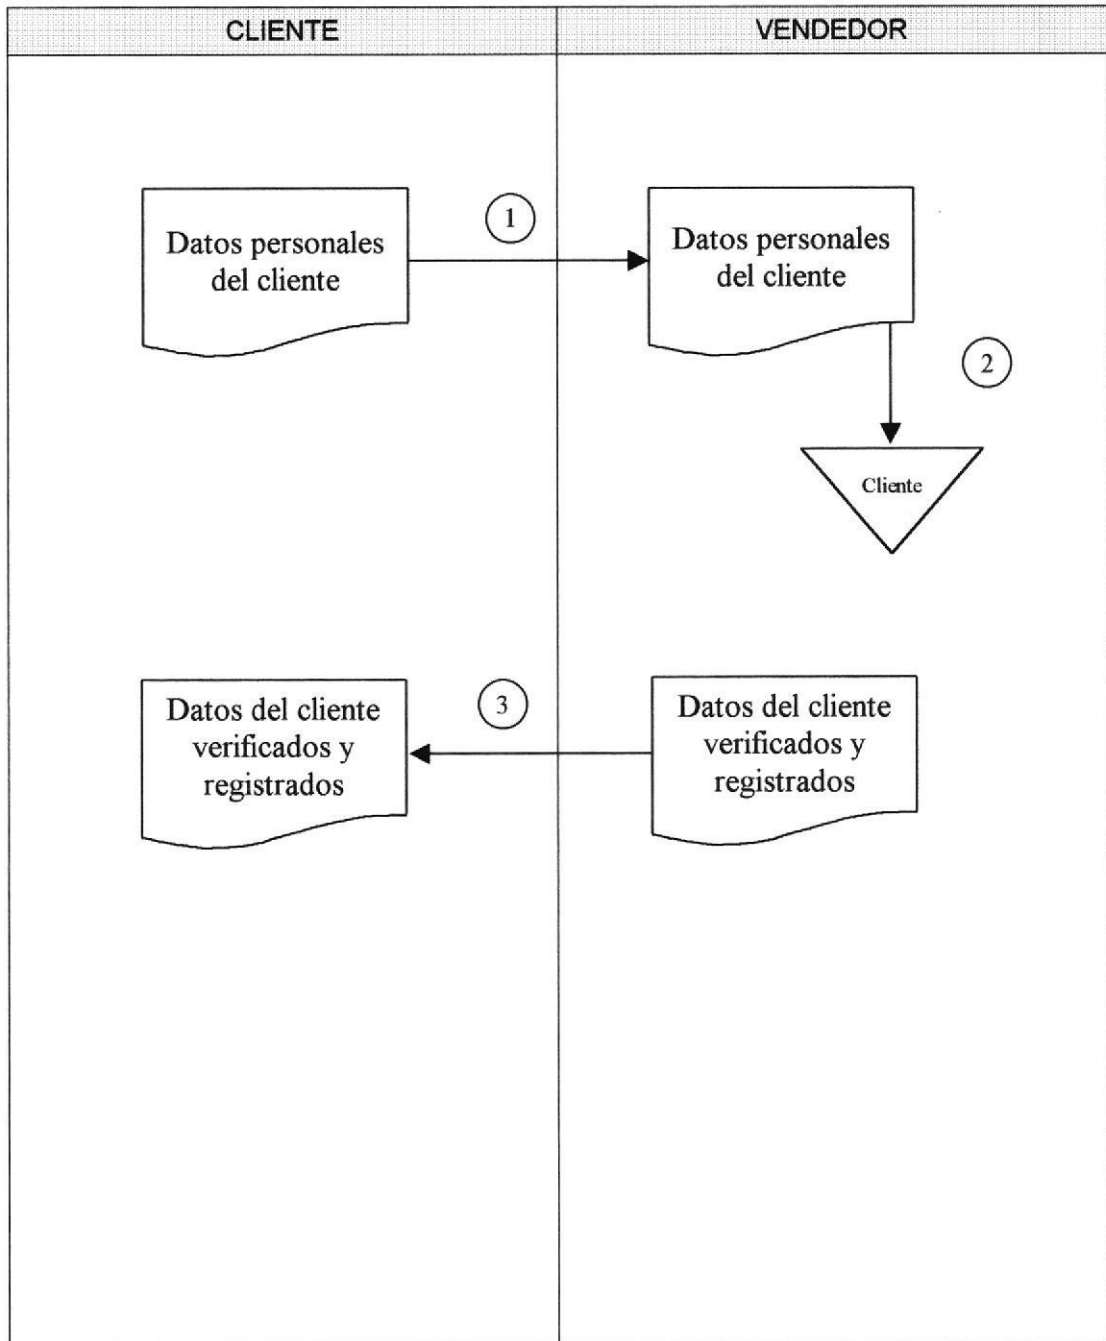 CLIENTE
VENDEDOR
1
Datos personales
del cliente
Datos personales
del cliente
2
Cliente
3
Datos del cliente
verificados y
registrados
Datos del cliente
verificados y
registrados